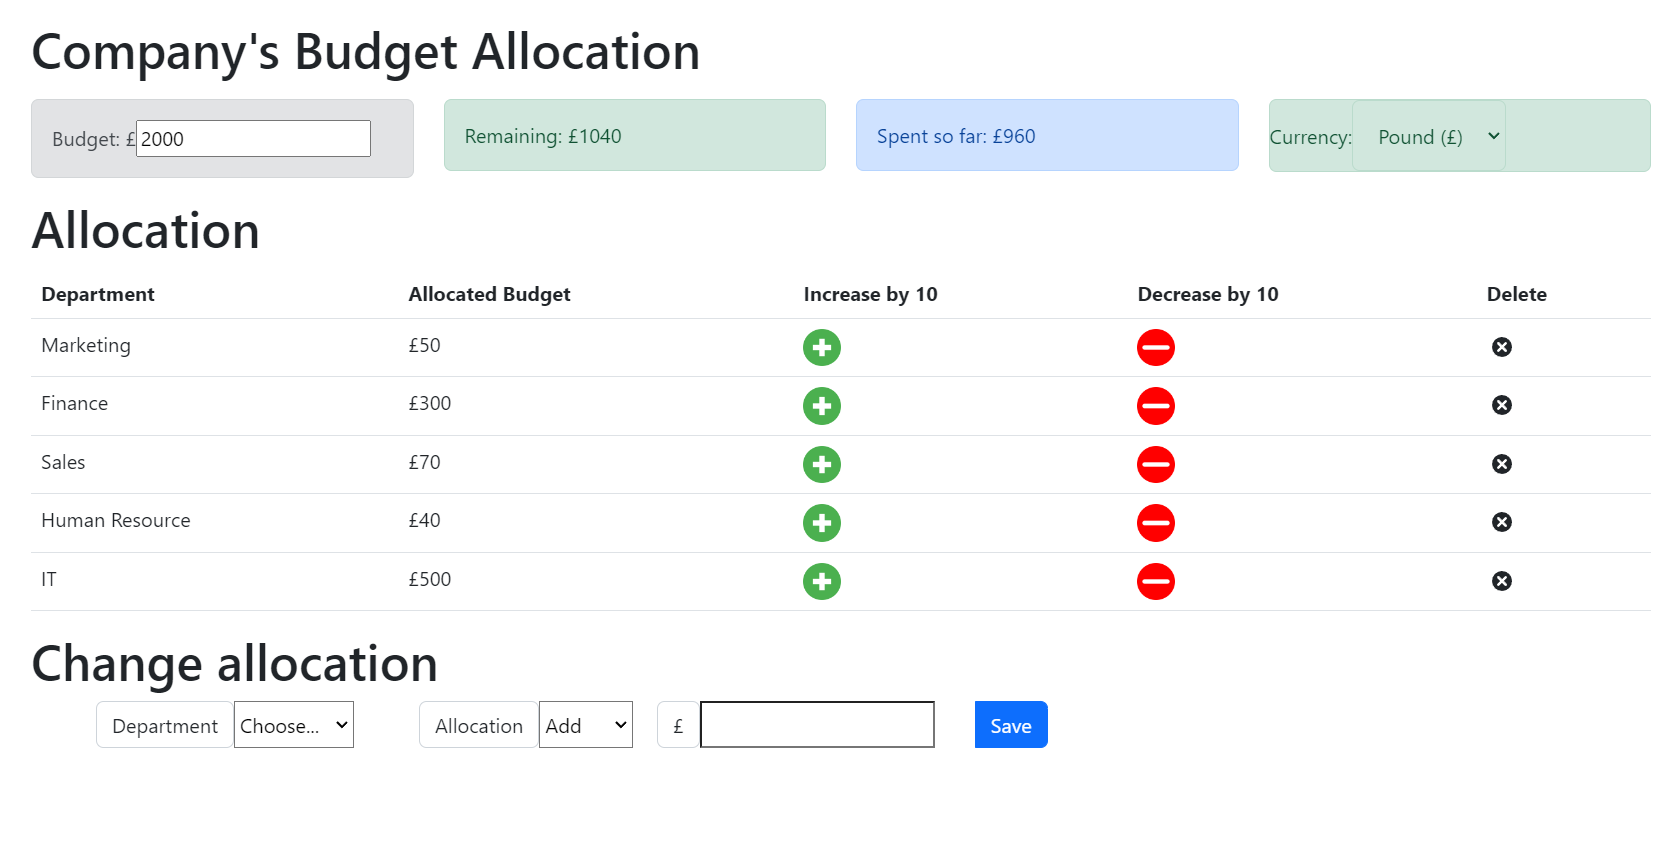 Company's Budget Allocation
Budget: £ 2000 Remaining: £1040 Spent so far: £960 Currency: Pound (£)
Allocation
Department Allocated Budget Increase by 10 Decrease by 10 Delete
Marketing £50
Finance £300
Sales £70
Human Resource £40
IT £500
Change allocation
Department Choose... Allocation Add £ Save